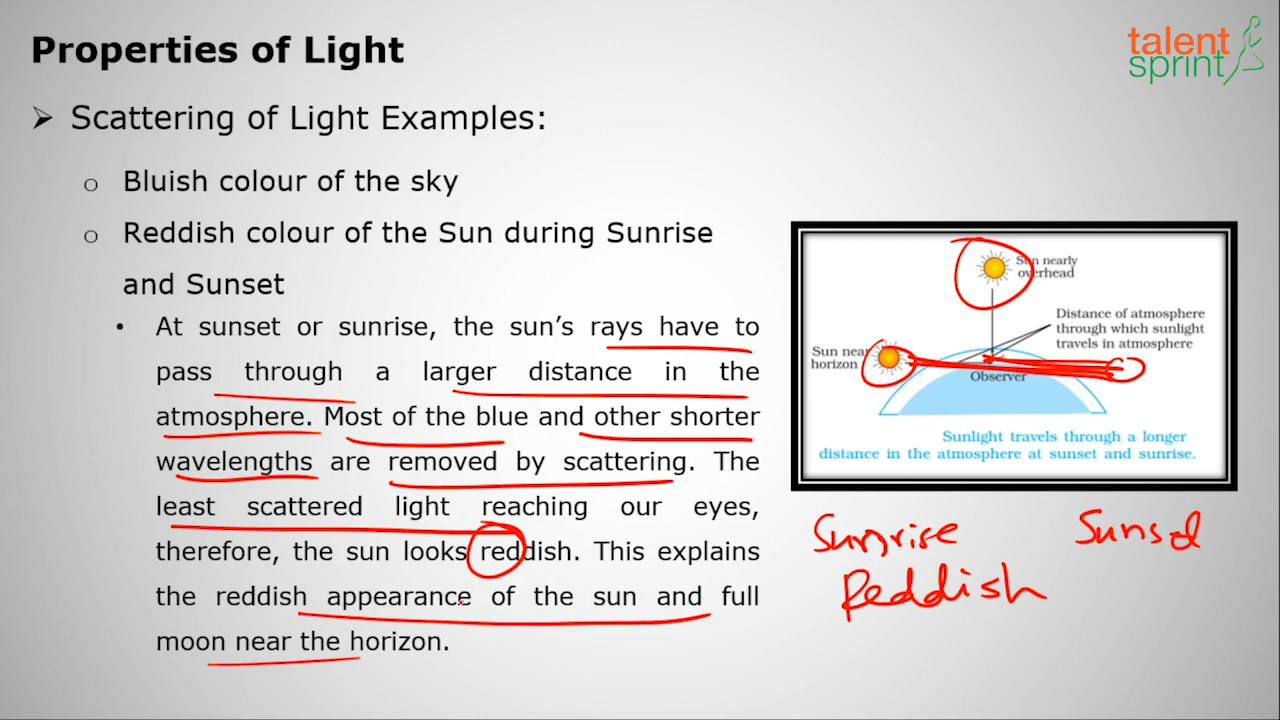 Properties of Light
talent
sprint
➢ Scattering of Light Examples:
o Bluish colour of the sky
o Reddish colour of the Sun during Sunrise
and Sunset
• At sunset or sunrise, the sun's rays have to
pass through a larger distance in the
atmosphere. Most of the blue and other shorter
wavelengths are removed by scattering. The
least scattered light reaching our eyes,
therefore, the sun looks reddish. This explains
the reddish appearance of the sun and full
moon near the horizon.
Sun nearly
overhead
Distance of atmosphere
through which sunlight
travels in atmosphere
Sun near
horizon
Observer
Sunlight travels through a longer
distance in the atmosphere at sunset and sunrise.
Sunrise Sunset
Reddish